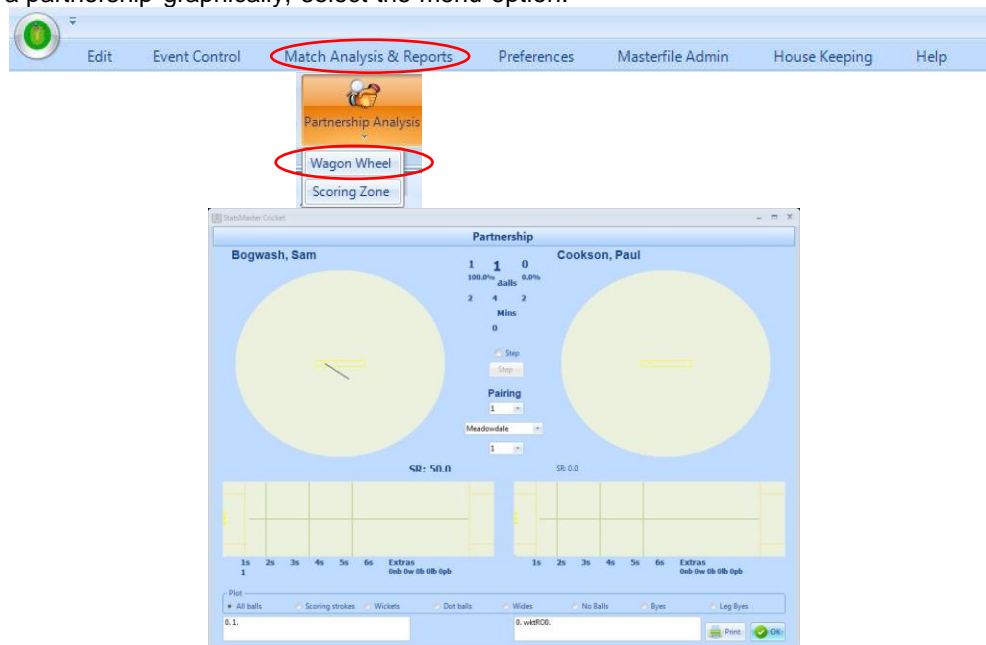 a partnership graphically, select the menu option:
Edit Event Control Match Analysis & Reports Preferences Masterfile Admin House Keeping Help
Partnership Analysis
Wagon Wheel
Scoring Zone
StatsMaster Cricket
Partnership
Bogwash, Sam
Cookson, Paul
1 1 0
100.0% Balls 0.0%
2 4 2
Mins
0
Step
Step
Pairing
1
Meadowdale
1
SR: 50.0
SR: 0.0
1s 2s 3s 4s 5s 6s Extras
1 0nb 0w 0b 0lb 0pb
1s 2s 3s 4s 5s 6s Extras
0nb 0w 0b 0lb 0pb
Plot
All balls Scoring strokes Wickets Dot balls Wides No Balls Byes Leg Byes
0. 1.
0. wktRO0.
Print OK